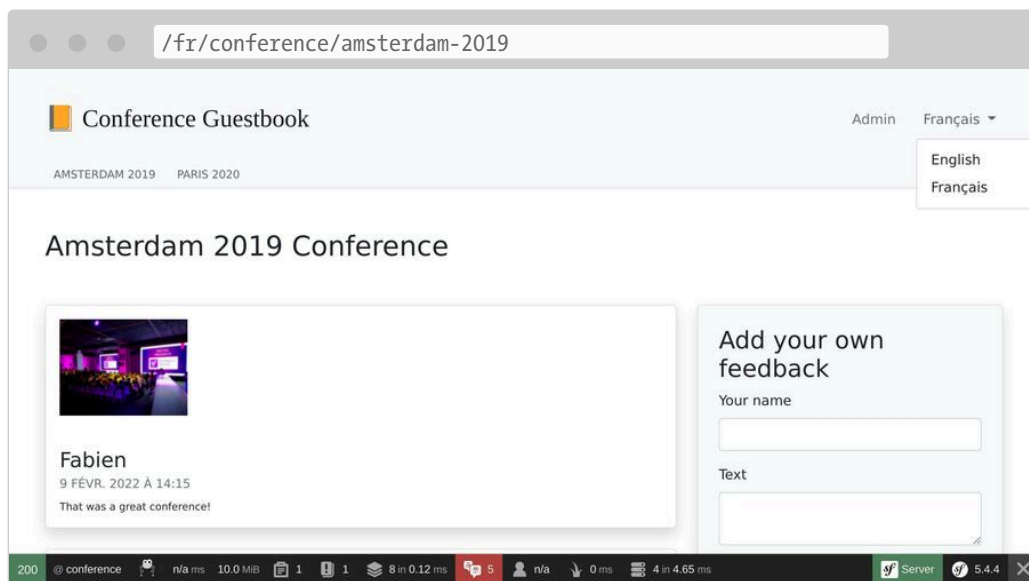 /fr/conference/amsterdam-2019
Conference Guestbook
Admin Français
English
Français
AMSTERDAM 2019 PARIS 2020
Amsterdam 2019 Conference
Add your own
feedback
Your name
Text
Fabien
9 FÉVR. 2022 À 14:15
That was a great conference!
200 @ conference n/a ms 10.0 MiB 1 1 8 in 0.12 ms 5 n/a 0 ms 4 in 4.65 ms sf Server sf 5.4.4